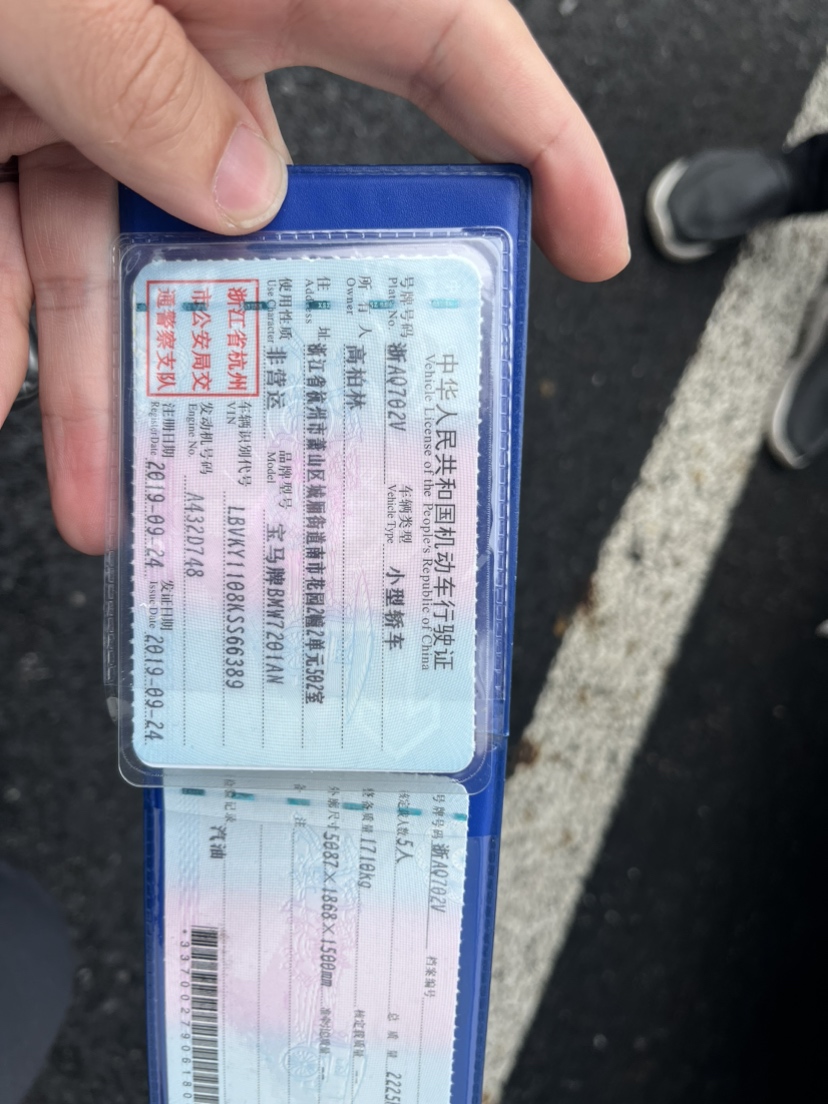 中华人民共和国机动车行驶证
Vehicle License of the People's Republic of China
号牌号码 浙AQ702V 车辆类型 小型轿车
Plate No. Vehicle Type
所有人 高柏林
Owner
住址 浙江省杭州市萧山区城厢街道南市花园2幢2单元502室
Address
使用性质 非营运 品牌型号 宝马牌BMW7201AN
Use Character Model
浙江省杭州
市公安局交
通警察支队
车辆识别代号 LBVKY1108KSS66389
VIN
发动机号码 A432D748
Engine No.
注册日期 2019-09-24 发证日期 2019-09-24
Register Date Issue Date
号牌号码 浙AQ702V 档案编号
核定载人数 5人 总质量 2225
整备质量 1710kg 核定载质量 --
外廓尺寸 5087×1868×1500mm 准牵引总质量 --
备注
检验记录
汽油
*3370027906180